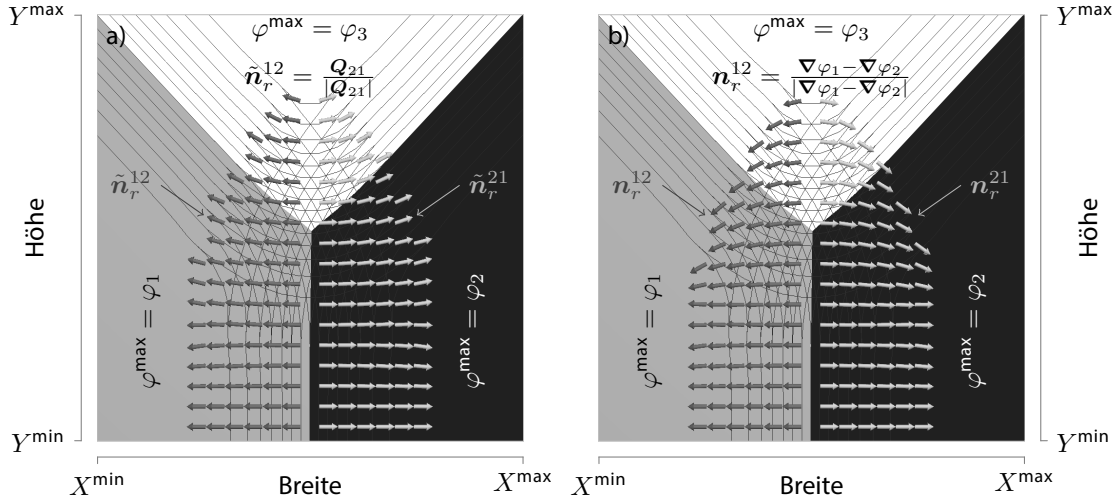 Y^max
a)
φ^max = φ_3
ñ_r^12 = Q_21 / |Q_21|
ñ_r^12
ñ_r^21
Höhe
φ^max = φ_1
φ^max = φ_2
Y^min
X^min
Breite
X^max
b)
φ^max = φ_3
Y^max
n_r^12 = ∇φ_1−∇φ_2 / |∇φ_1−∇φ_2|
n_r^12
n_r^21
Höhe
φ^max = φ_1
φ^max = φ_2
Y^min
X^min
Breite
X^max